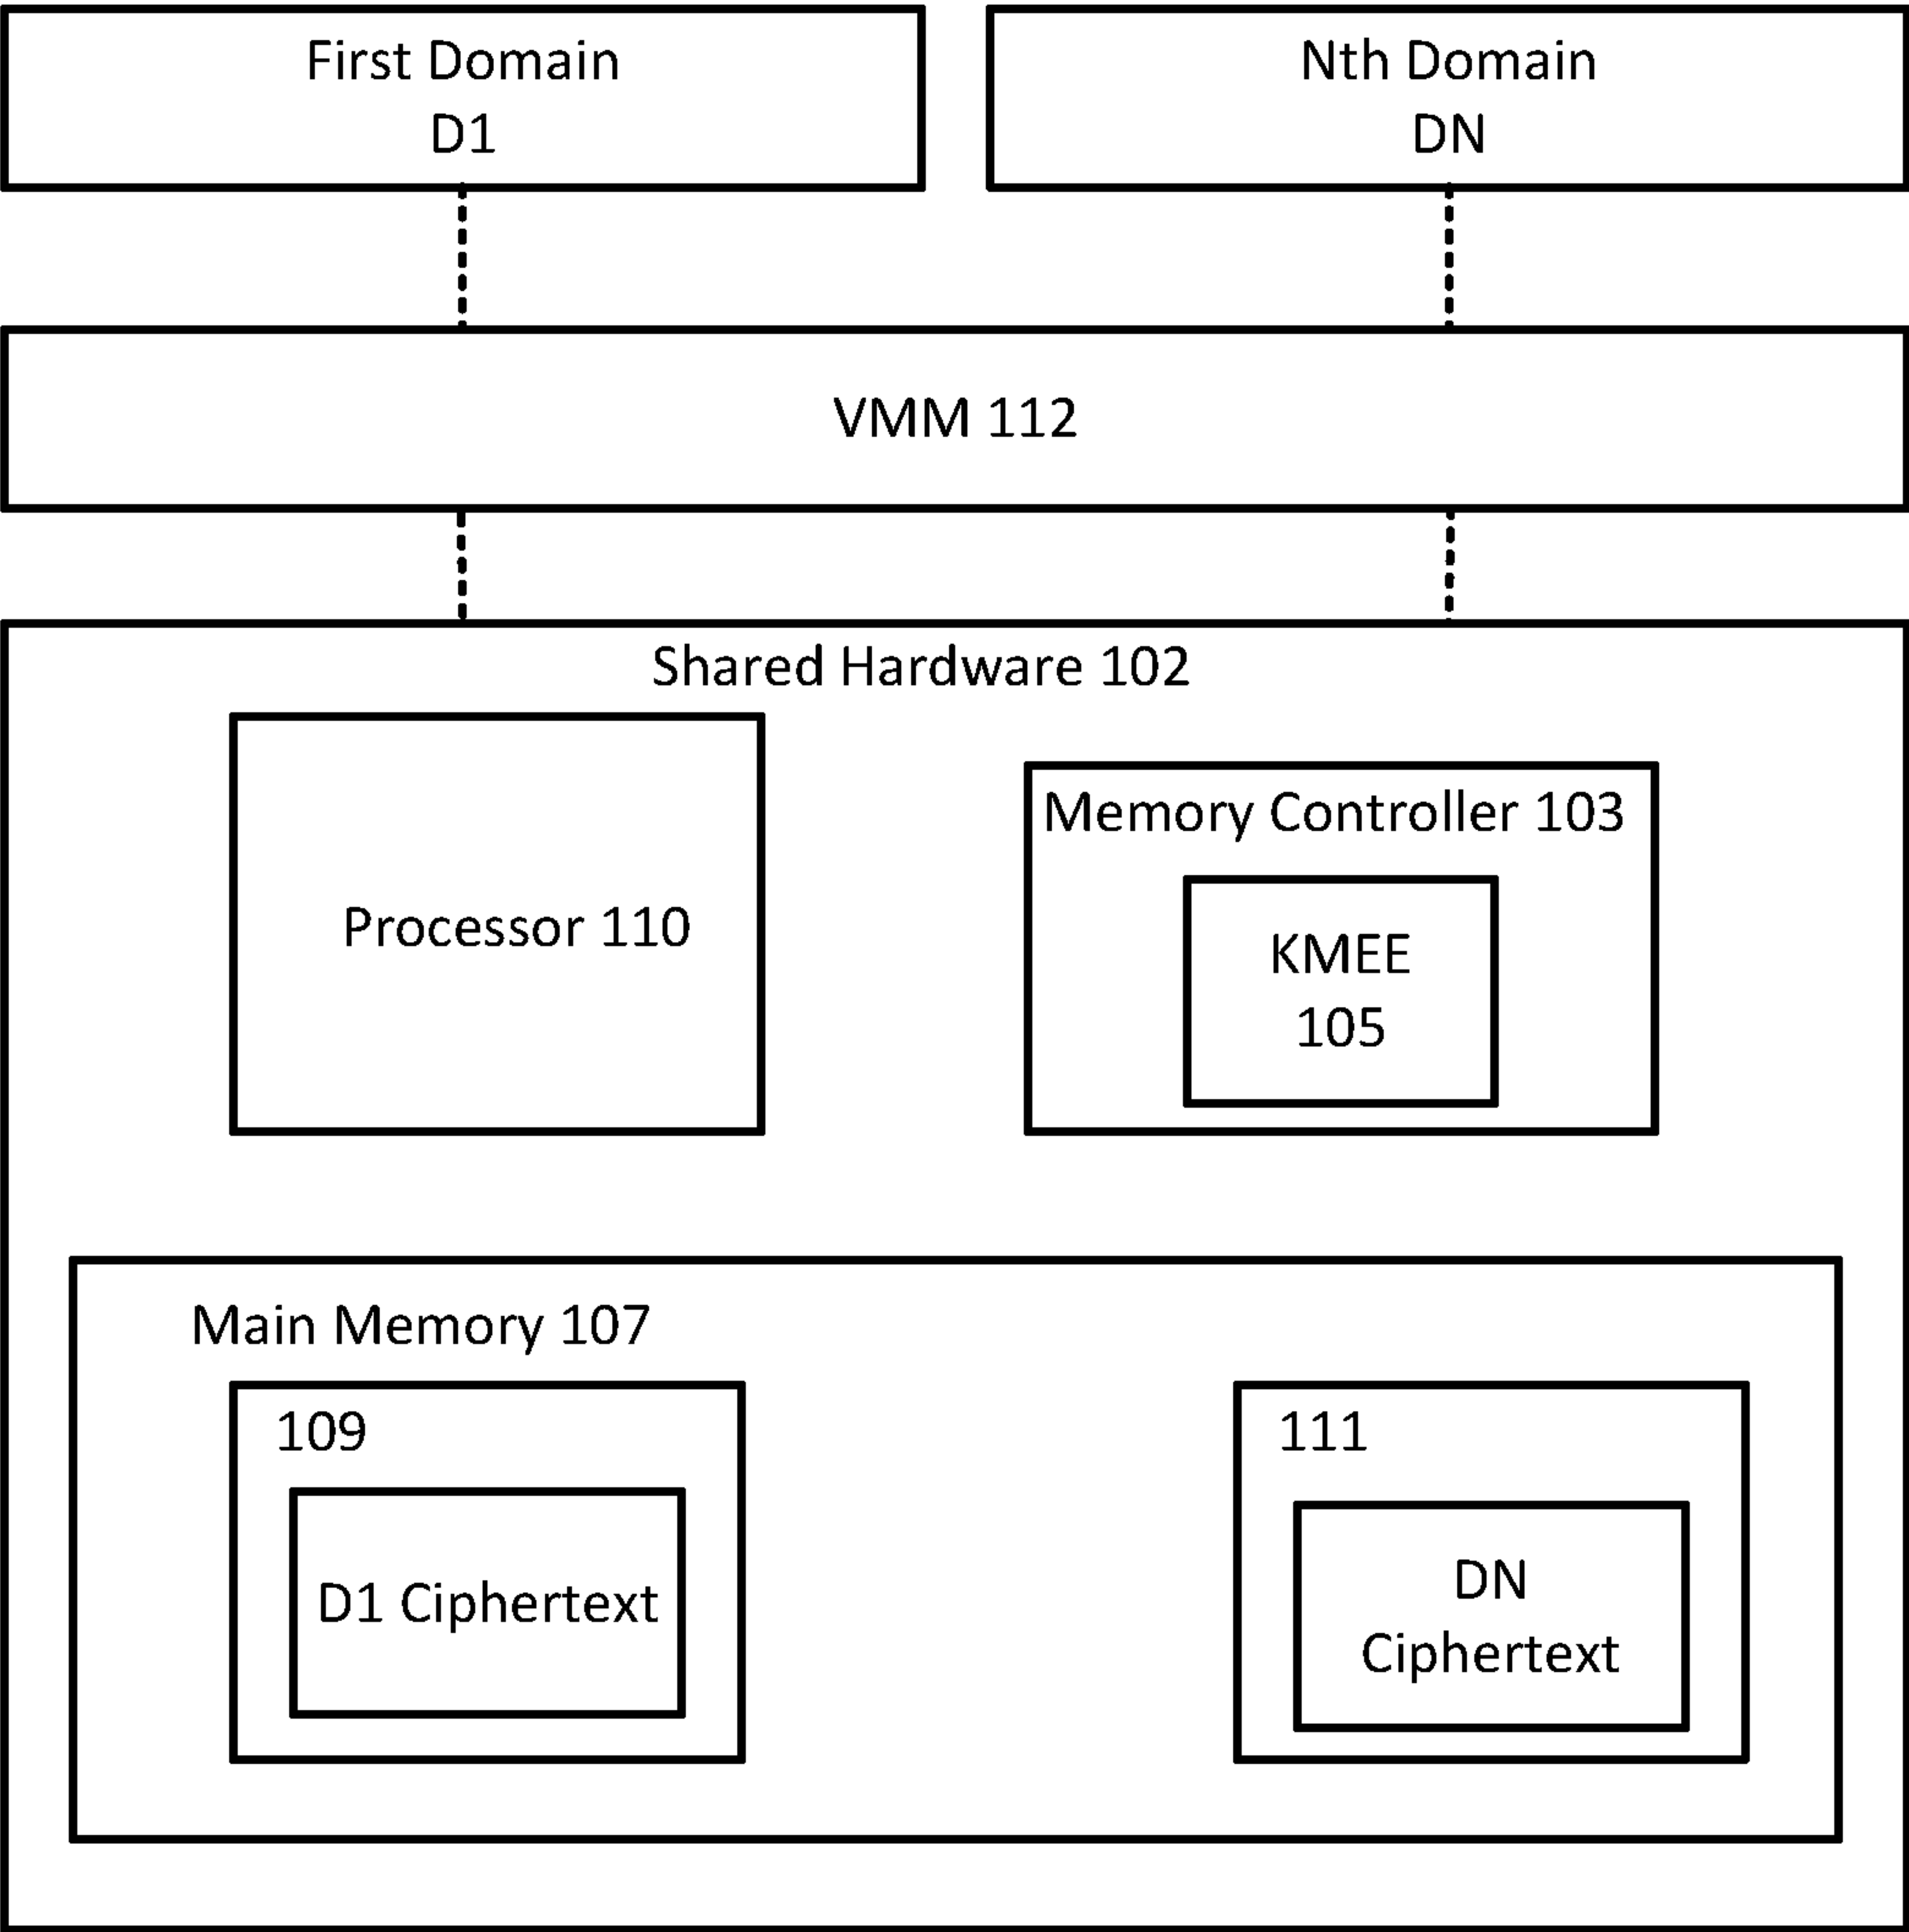 First Domain
D1
Nth Domain
DN
VMM 112
Shared Hardware 102
Processor 110
Memory Controller 103
KMEE
105
Main Memory 107
109
D1 Ciphertext
111
DN
Ciphertext